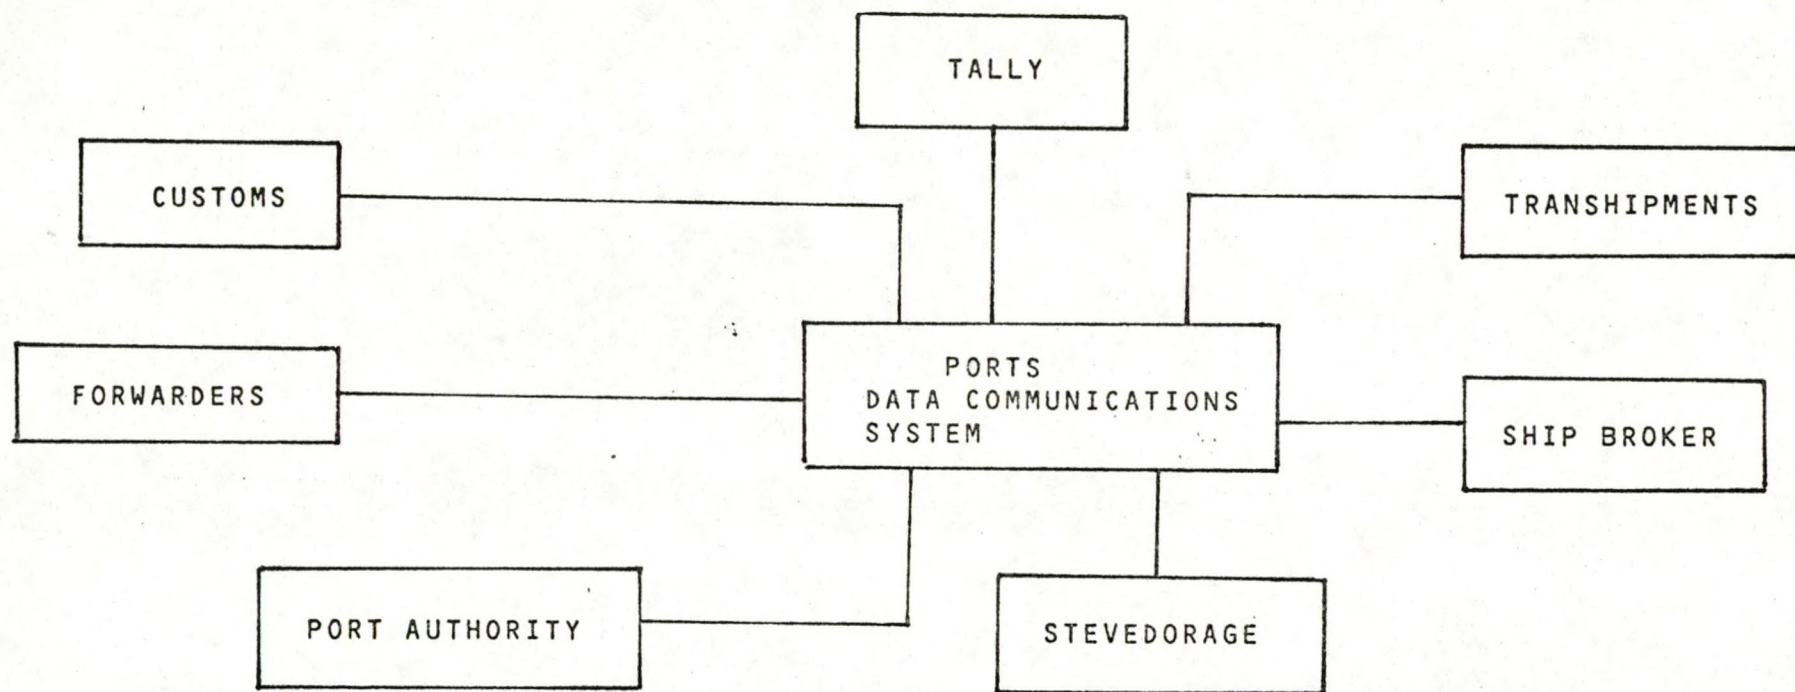 TALLY
CUSTOMS
TRANSHIPMENTS
FORWARDERS
PORTS
DATA COMMUNICATIONS
SYSTEM
SHIP BROKER
PORT AUTHORITY
STEVEDORAGE